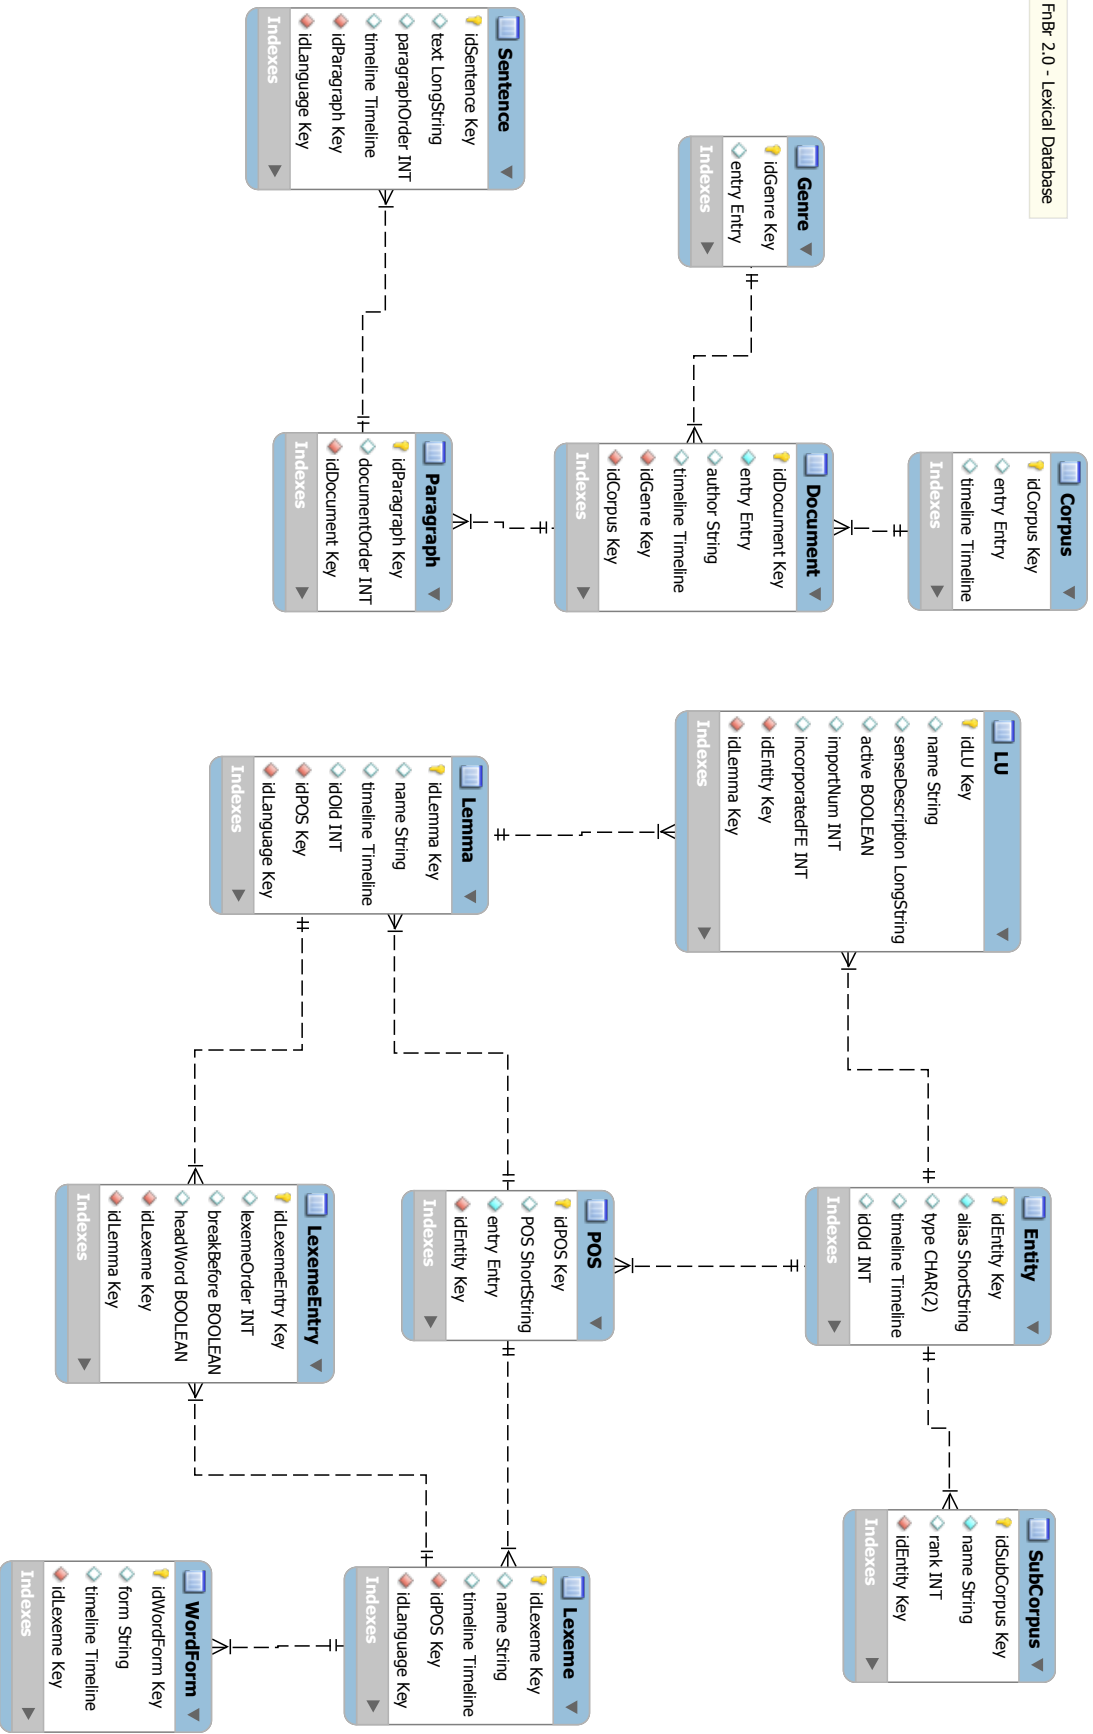 FnBr 2.0 - Lexical Database
Corpus
idCorpus Key
entry Entry
timeline Timeline
Indexes
Genre
idGenre Key
entry Entry
Indexes
Document
idDocument Key
entry Entry
author String
timeline Timeline
idGenre Key
idCorpus Key
Indexes
Sentence
idSentence Key
text LongString
paragraphOrder INT
timeline Timeline
idParagraph Key
idLanguage Key
Indexes
Paragraph
idParagraph Key
documentOrder INT
idDocument Key
Indexes
LU
idLU Key
name String
senseDescription LongString
active BOOLEAN
importNum INT
incorporatedFE INT
idEntity Key
idLemma Key
Indexes
Lemma
idLemma Key
name String
timeline Timeline
idOld INT
idPOS Key
idLanguage Key
Indexes
Entity
idEntity Key
alias ShortString
type CHAR(2)
timeline Timeline
idOld INT
Indexes
POS
idPOS Key
POS ShortString
entry Entry
idEntity Key
Indexes
LexemeEntry
idLexemeEntry Key
lexemeOrder INT
breakBefore BOOLEAN
headWord BOOLEAN
idLexeme Key
idLemma Key
Indexes
SubCorpus
idSubCorpus Key
name String
rank INT
idEntity Key
Indexes
Lexeme
idLexeme Key
name String
timeline Timeline
idPOS Key
idLanguage Key
Indexes
WordForm
idWordForm Key
form String
timeline Timeline
idLexeme Key
Indexes